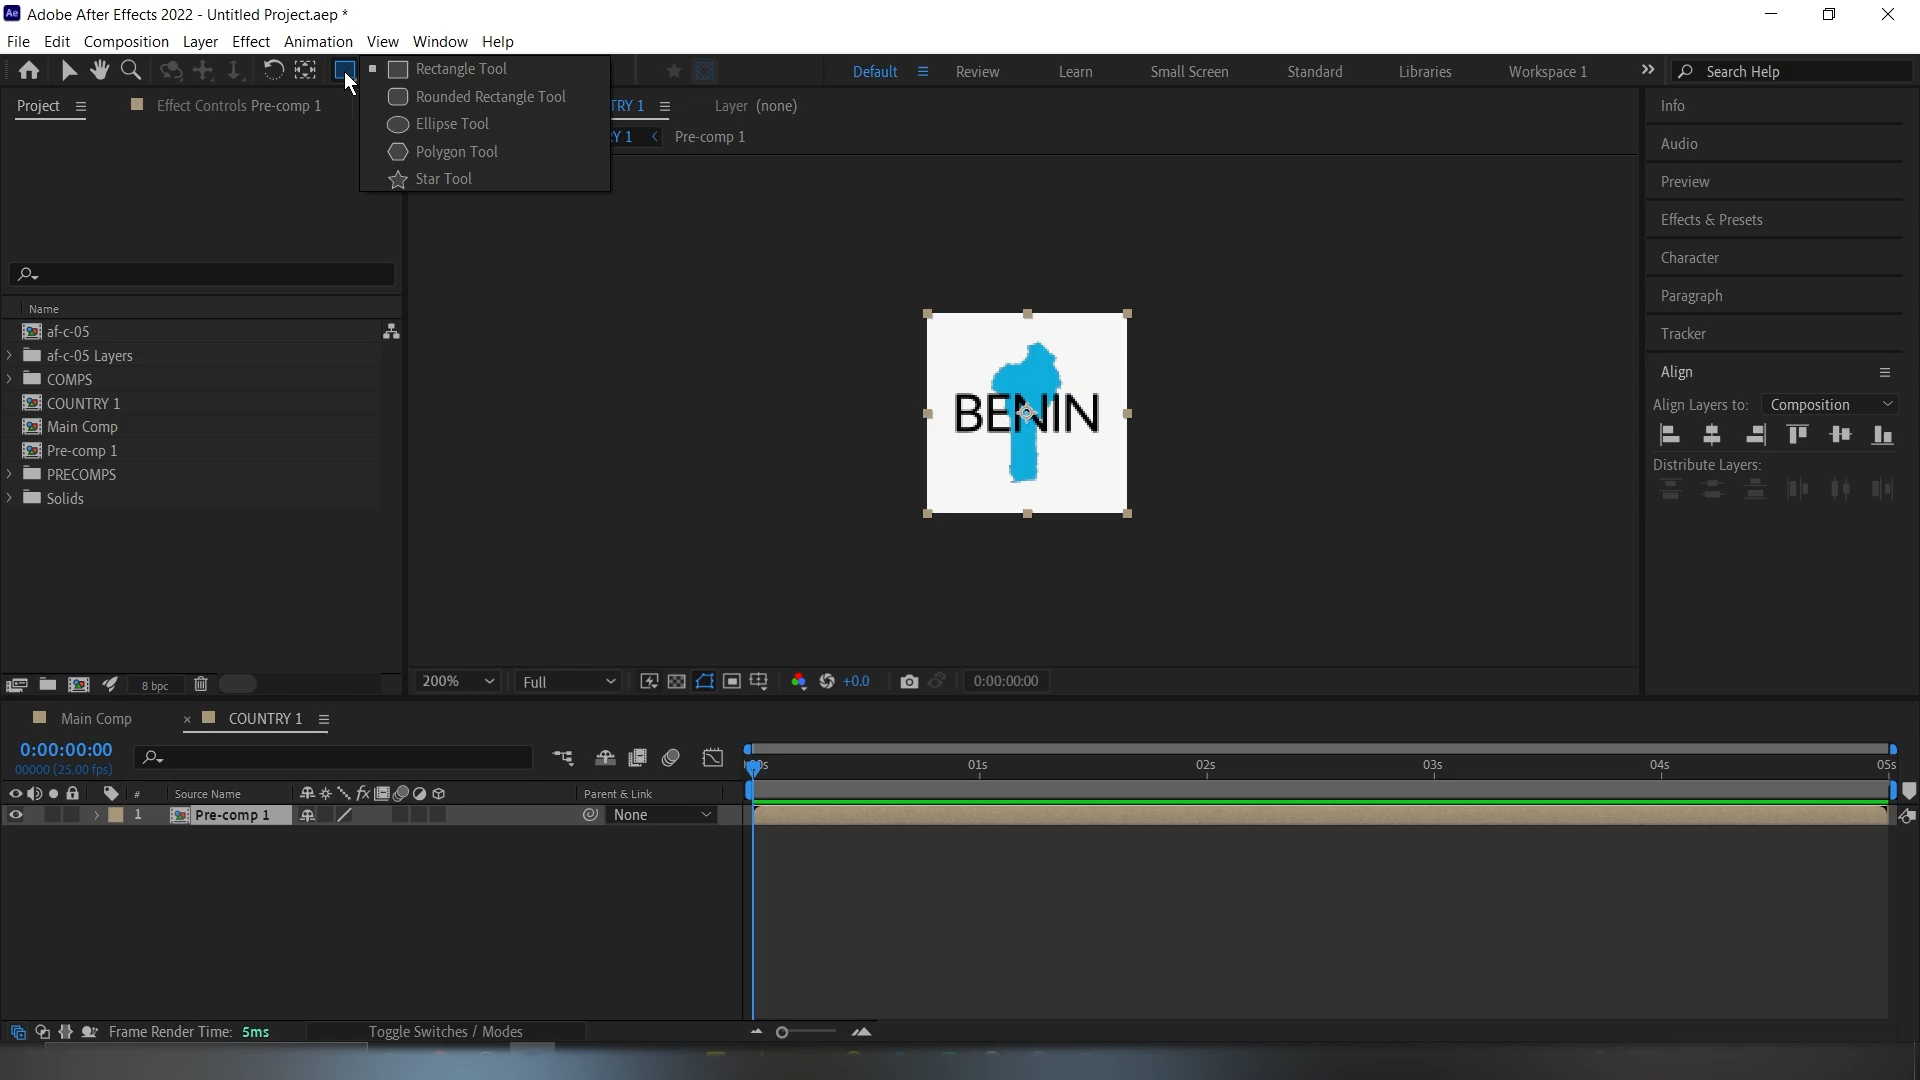 Ae Adobe After Effects 2022 - Untitled Project.aep *
File Edit Composition Layer Effect Animation View Window Help
Rectangle Tool
Rounded Rectangle Tool
Ellipse Tool
Polygon Tool
Star Tool
Default Review Learn Small Screen Standard Libraries Workspace 1 Search Help
Project Effect Controls Pre-comp 1
TRY 1 Layer (none)
Y 1 Pre-comp 1
Info
Audio
Preview
Effects & Presets
Character
Paragraph
Tracker
Align
Align Layers to: Composition
Distribute Layers:
Name
af-c-05
af-c-05 Layers
COMPS
COUNTRY 1
Main Comp
Pre-comp 1
PRECOMPS
Solids
BENIN
8 bpc
200% Full +0.0 0:00:00:00
Main Comp × COUNTRY 1
0:00:00:00
00000 (25.00 fps)
01s 02s 03s 04s 05s
# Source Name Parent & Link
1 Pre-comp 1 None
Frame Render Time: 5ms Toggle Switches / Modes